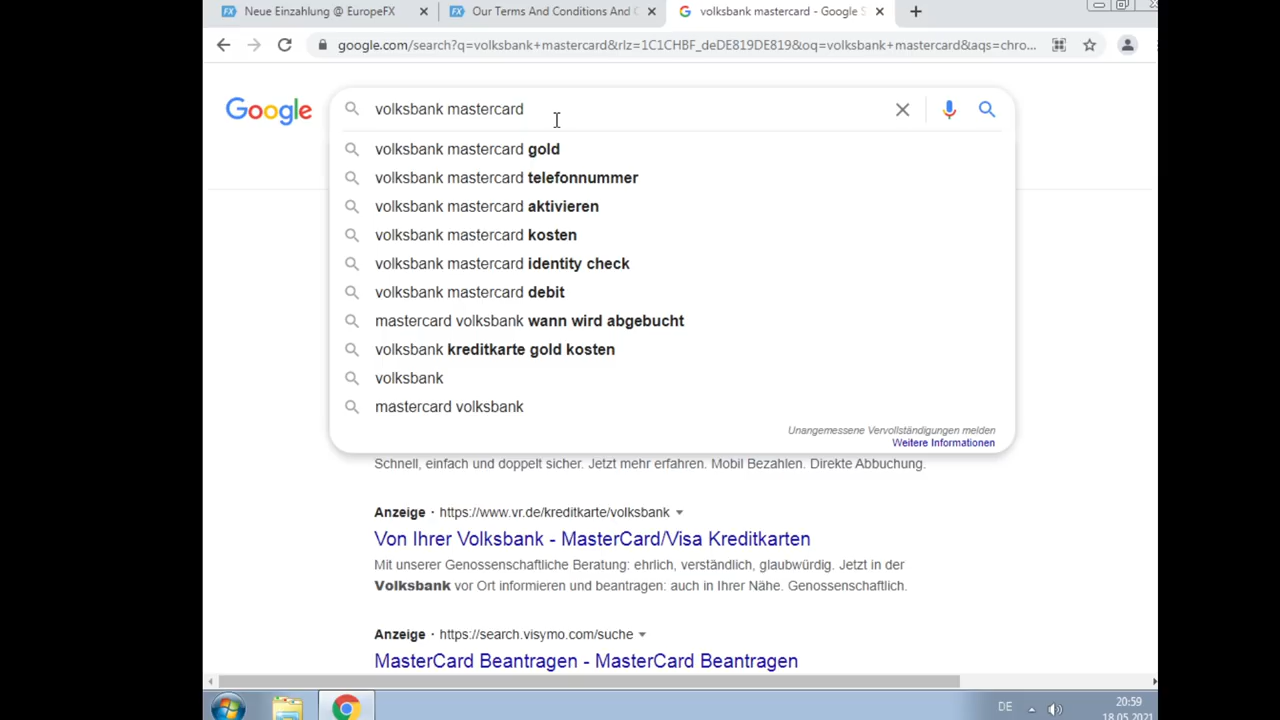 Neue Einzahlung @ EuropeFX
Our Terms And Conditions And C
volksbank mastercard - Google S
google.com/search?q=volksbank+mastercard&rlz=1C1CHBF_deDE819DE819&oq=volksbank+mastercard&aqs=chro...
Google
volksbank mastercard
volksbank mastercard gold
volksbank mastercard telefonnummer
volksbank mastercard aktivieren
volksbank mastercard kosten
volksbank mastercard identity check
volksbank mastercard debit
mastercard volksbank wann wird abgebucht
volksbank kreditkarte gold kosten
volksbank
mastercard volksbank
Unangemessene Vervollständigungen melden
Weitere Informationen
Schnell, einfach und doppelt sicher. Jetzt mehr erfahren. Mobil Bezahlen. Direkte Abbuchung.
Anzeige · https://www.vr.de/kreditkarte/volksbank
Von Ihrer Volksbank - MasterCard/Visa Kreditkarten
Mit unserer Genossenschaftliche Beratung: ehrlich, verständlich, glaubwürdig. Jetzt in der
Volksbank vor Ort informieren und beantragen: auch in Ihrer Nähe. Genossenschaftlich.
Anzeige · https://search.visymo.com/suche
MasterCard Beantragen - MasterCard Beantragen
DE
20:59
18.05.2021